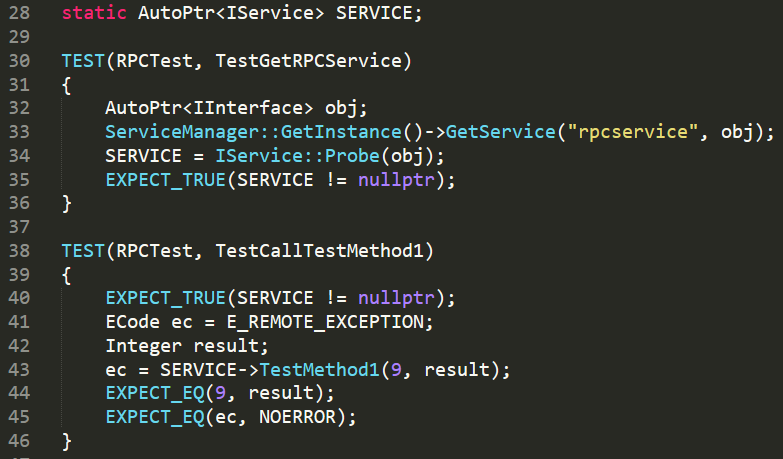 28 static AutoPtr<IService> SERVICE;
29
30 TEST(RPCTest, TestGetRPCService)
31 {
32     AutoPtr<IInterface> obj;
33     ServiceManager::GetInstance()->GetService("rpcservice", obj);
34     SERVICE = IService::Probe(obj);
35     EXPECT_TRUE(SERVICE != nullptr);
36 }
37
38 TEST(RPCTest, TestCallTestMethod1)
39 {
40     EXPECT_TRUE(SERVICE != nullptr);
41     ECode ec = E_REMOTE_EXCEPTION;
42     Integer result;
43     ec = SERVICE->TestMethod1(9, result);
44     EXPECT_EQ(9, result);
45     EXPECT_EQ(ec, NOERROR);
46 }